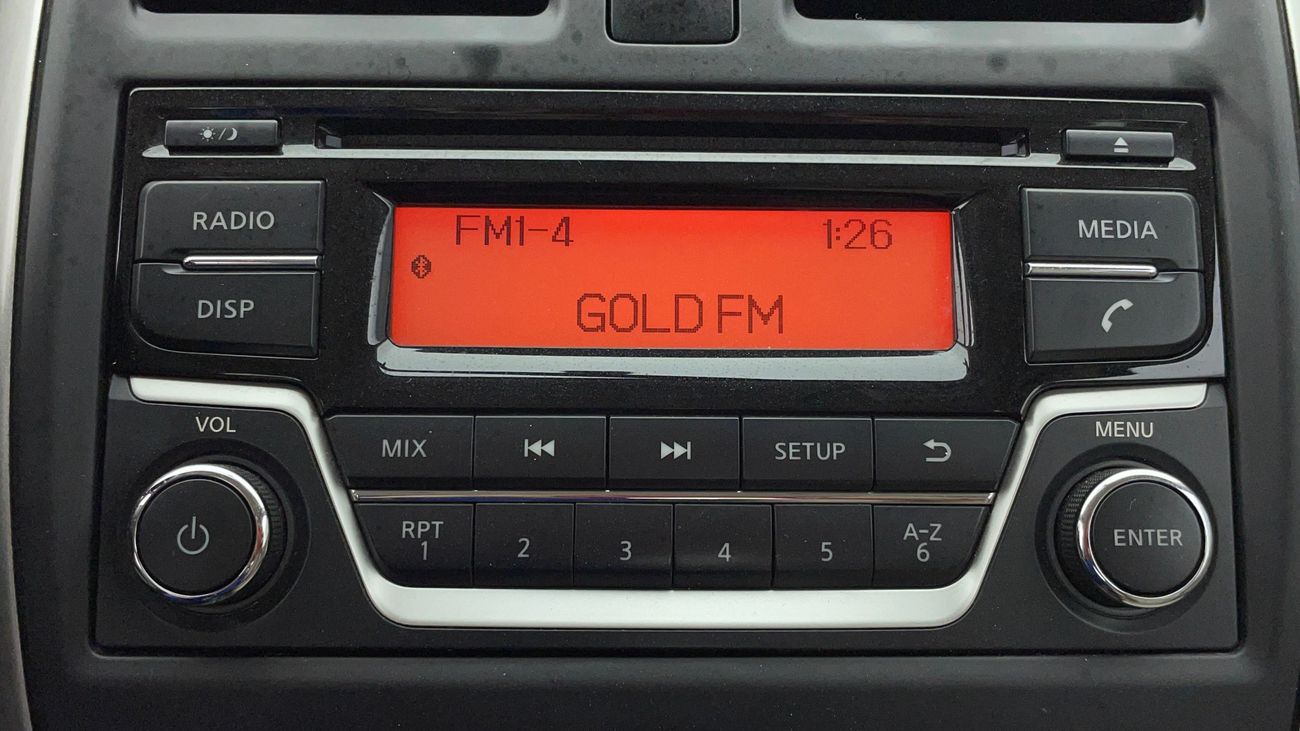 RADIO
FM1-4 1:26
MEDIA
DISP
GOLD FM
VOL
MENU
MIX
SETUP
RPT
1
2
3
4
5
A-Z
6
ENTER